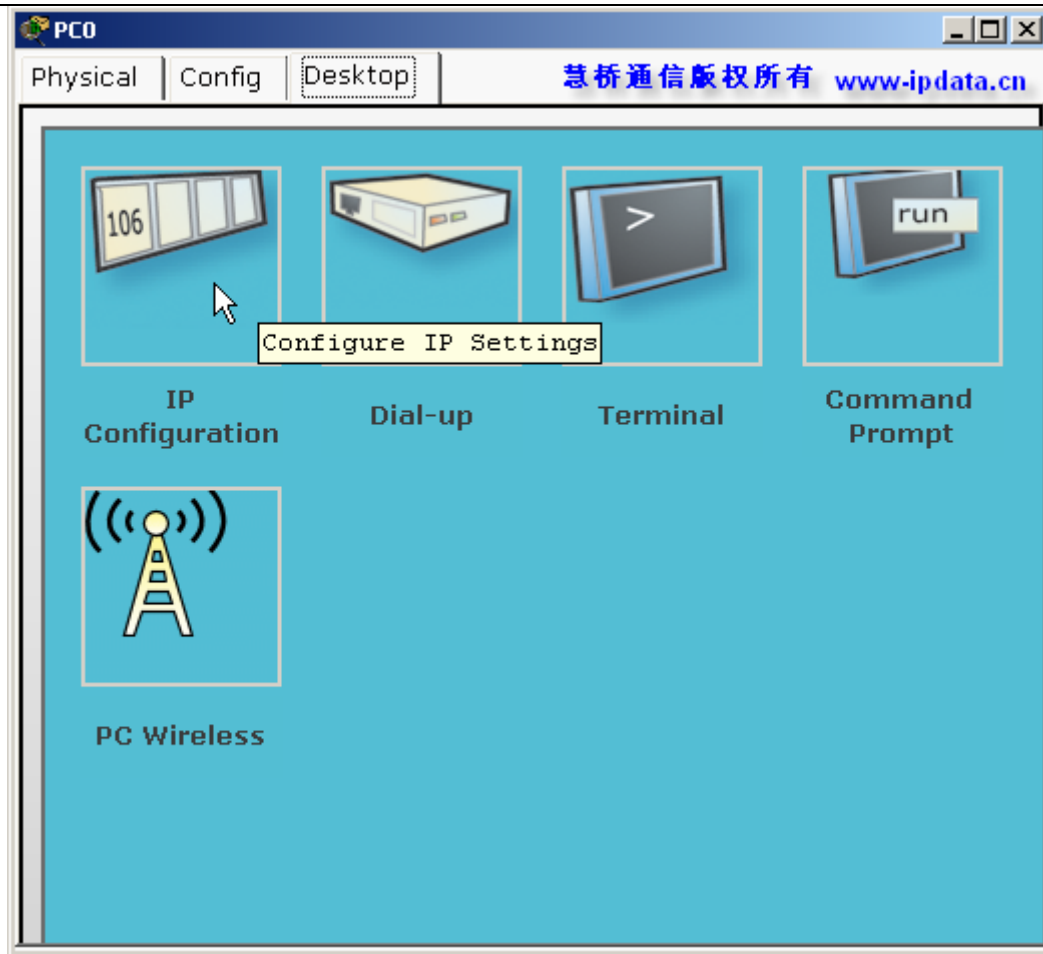 PC0
Physical Config Desktop 慧桥通信版权所有 www-ipdata.cn
106
>
run
Configure IP Settings
IP
Configuration
Dial-up
Terminal
Command
Prompt
PC Wireless